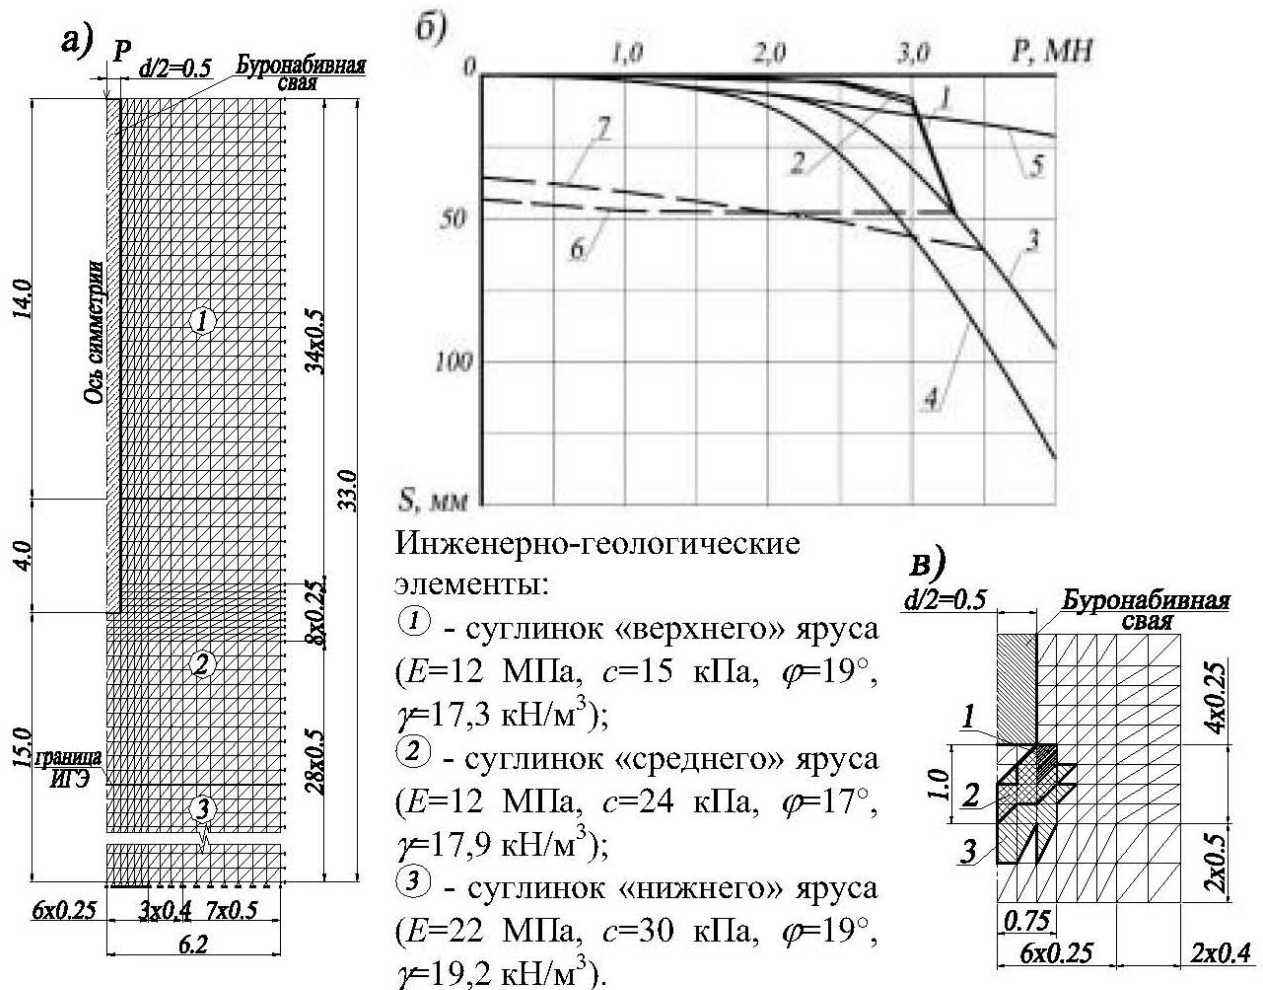 а)
P
d/2=0.5
Буронабивная
свая
14.0
4.0
15.0
Ось симметрии
1
34x0.5
33.0
8x0.25
2
28x0.5
граница
ИГЭ
3
6x0.25
3x0.4
7x0.5
6.2
б)
0
1,0
2,0
3,0
P, МН
7
2
1
5
50
6
3
100
4
S, мм
Инженерно-геологические
элементы:
1 - суглинок «верхнего» яруса
(E=12 МПа, c=15 кПа, φ=19°,
γ=17,3 кН/м³);
2 - суглинок «среднего» яруса
(E=12 МПа, c=24 кПа, φ=17°,
γ=17,9 кН/м³);
3 - суглинок «нижнего» яруса
(E=22 МПа, c=30 кПа, φ=19°,
γ=19,2 кН/м³).
в)
d/2=0.5
Буронабивная
свая
1
4x0.25
1.0
2
3
2x0.5
0.75
6x0.25
2x0.4